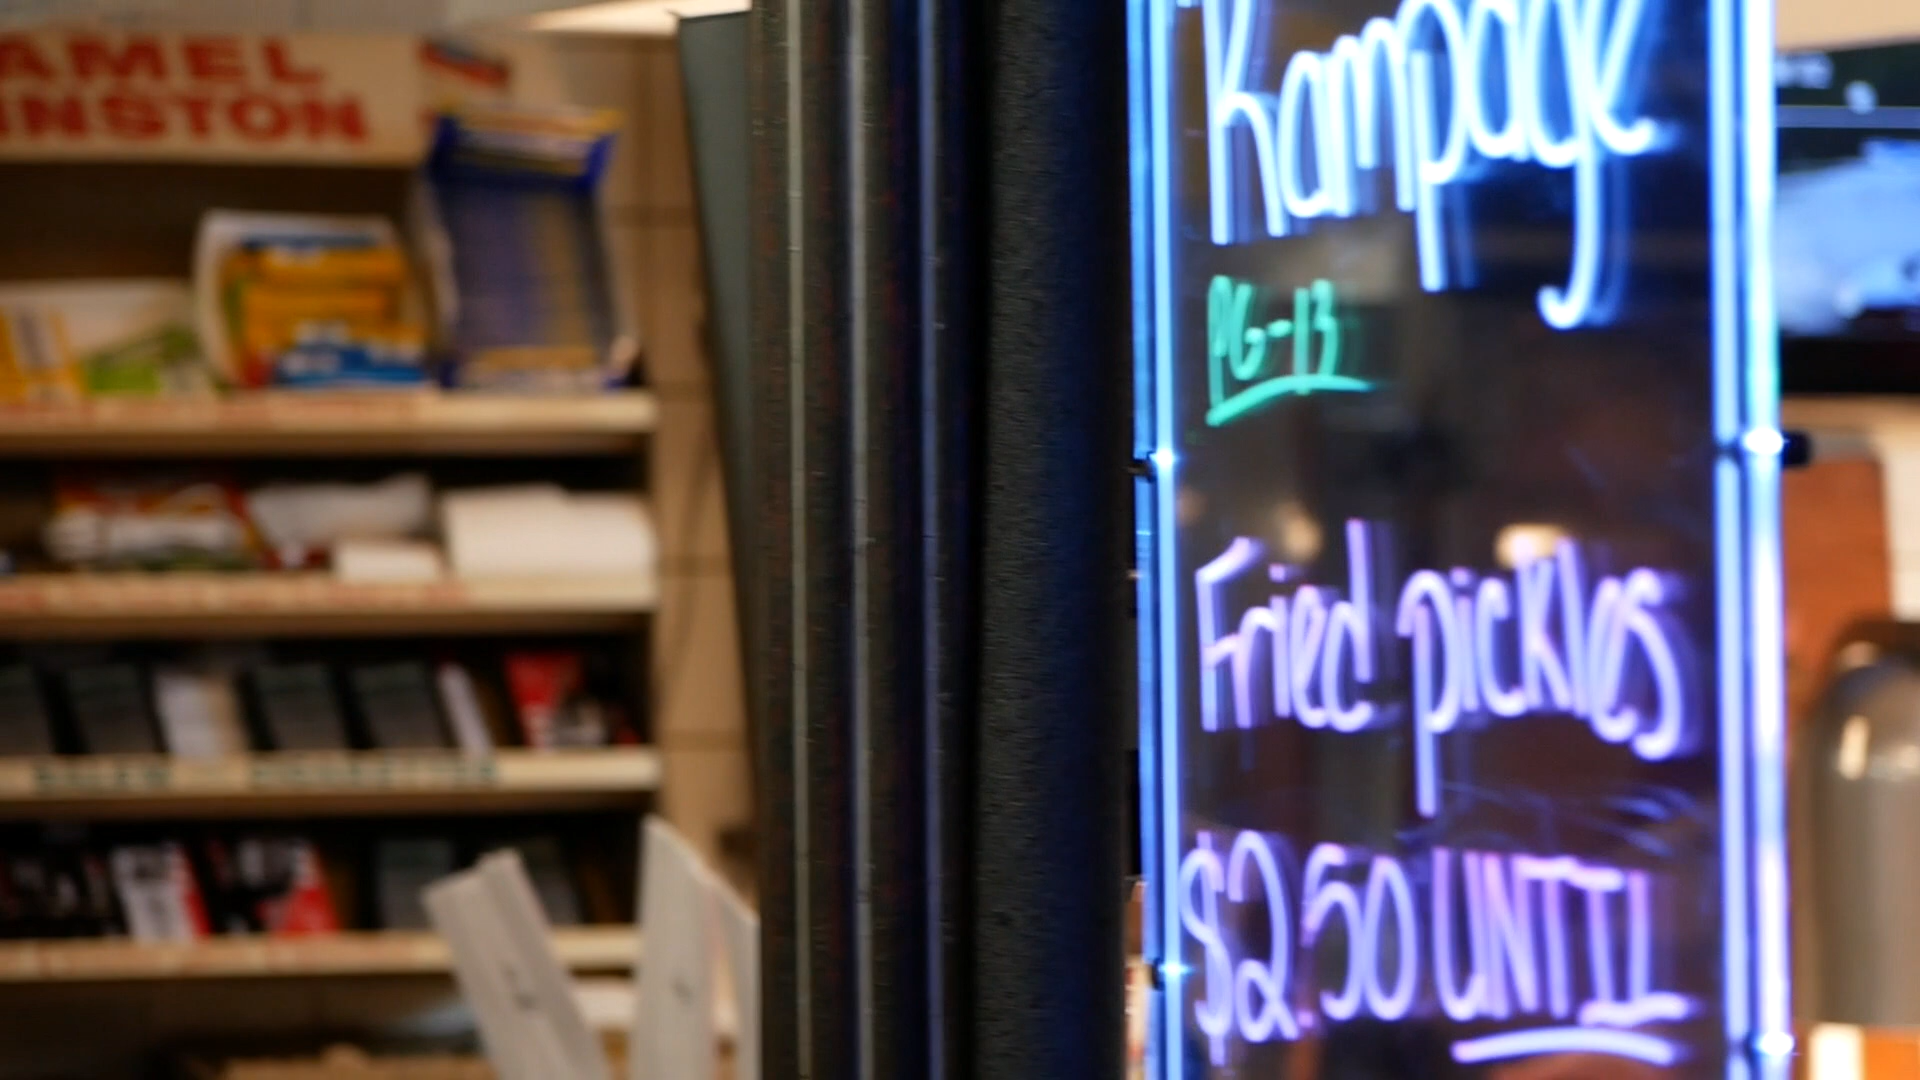 AMEL
INSTON
Rampage
PG-13
Fried pickles
$2.50 UNTIL